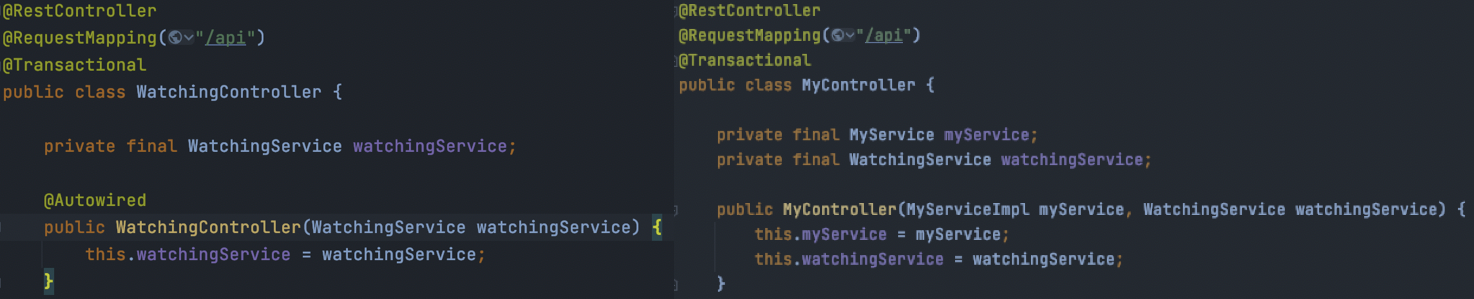 @RestController
@RequestMapping("/api")
@Transactional
public class WatchingController {
private final WatchingService watchingService;
@Autowired
public WatchingController(WatchingService watchingService) {
this.watchingService = watchingService;
}
@RestController
@RequestMapping("/api")
@Transactional
public class MyController {
private final MyService myService;
private final WatchingService watchingService;
public MyController(MyServiceImpl myService, WatchingService watchingService) {
this.myService = myService;
this.watchingService = watchingService;
}